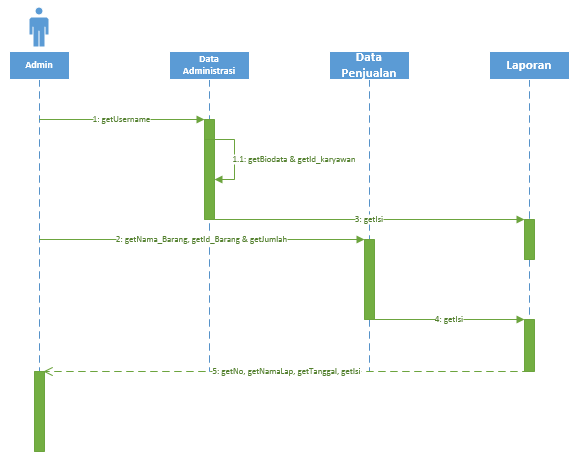 Admin
Data
Administrasi
Data
Penjualan
Laporan
1: getUsername
1.1: getBiodata & getId_karyawan
3: getIsi
2: getNama_Barang, getId_Barang & getJumlah
4: getIsi
5: getNo, getNamaLap, getTanggal, getIsi